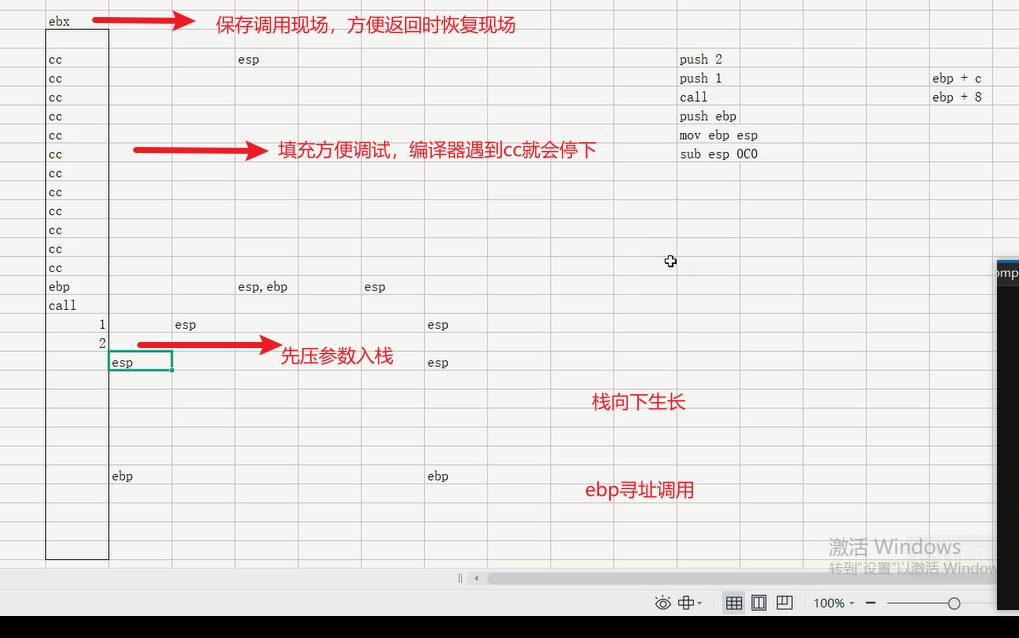 ebx 保存调用现场，方便返回时恢复现场
cc esp push 2
cc push 1 ebp + c
cc call ebp + 8
cc push ebp
cc mov ebp esp
cc 填充方便调试，编译器遇到cc就会停下 sub esp 0C0
cc
cc
cc
cc
cc
cc
ebp esp,ebp esp
call
1 esp esp
2 先压参数入栈
esp esp
栈向下生长
ebp ebp
ebp寻址调用
激活 Windows
转到"设置"以激活 Window
100%